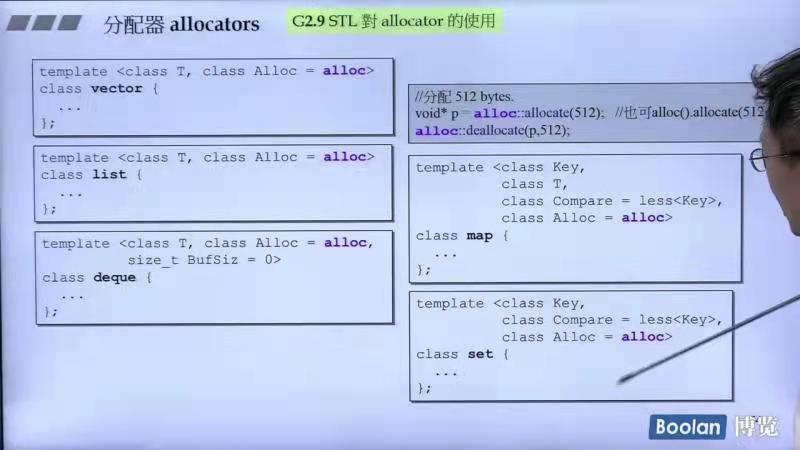 分配器 allocators
G2.9 STL 對 allocator 的使用
template <class T, class Alloc = alloc>
class vector {
...
};
template <class T, class Alloc = alloc>
class list {
...
};
template <class T, class Alloc = alloc,
size_t BufSiz = 0>
class deque {
...
};
//分配 512 bytes.
void* p = alloc::allocate(512); //也可alloc().allocate(512
alloc::deallocate(p,512);
template <class Key,
class T,
class Compare = less<Key>,
class Alloc = alloc>
class map {
...
};
template <class Key,
class Compare = less<Key>,
class Alloc = alloc>
class set {
...
};
Boolan 博览